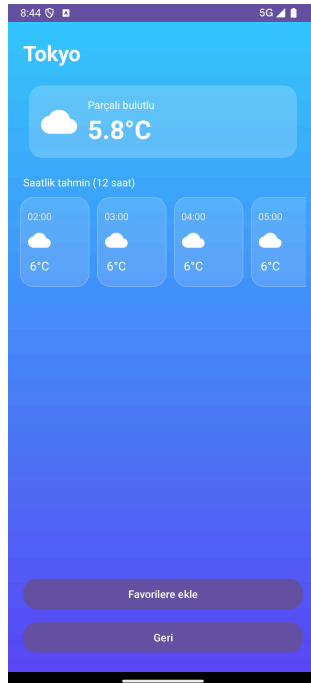 8:44 5G
Tokyo
Parçalı bulutlu
5.8°C
Saatlik tahmin (12 saat)
02:00 03:00 04:00 05:00
6°C 6°C 6°C 6°C
Favorilere ekle
Geri